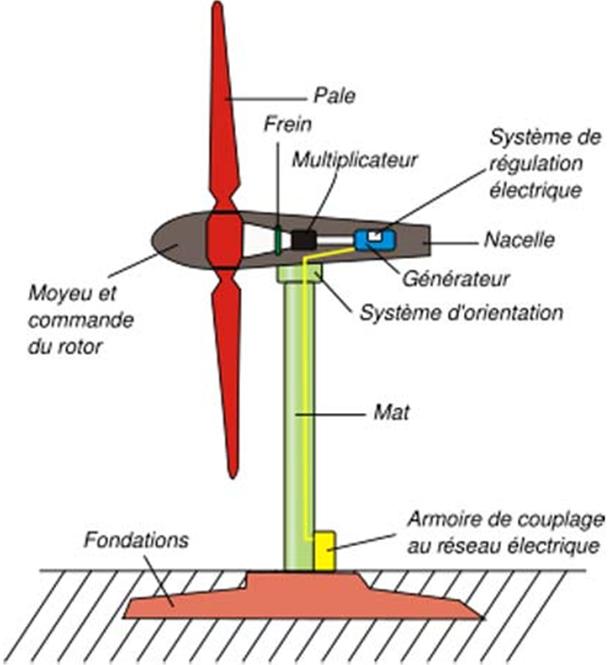 Pale
Frein
Multiplicateur
Système de
régulation
électrique
Nacelle
Générateur
Système d'orientation
Moyeu et
commande
du rotor
Mat
Armoire de couplage
au réseau électrique
Fondations